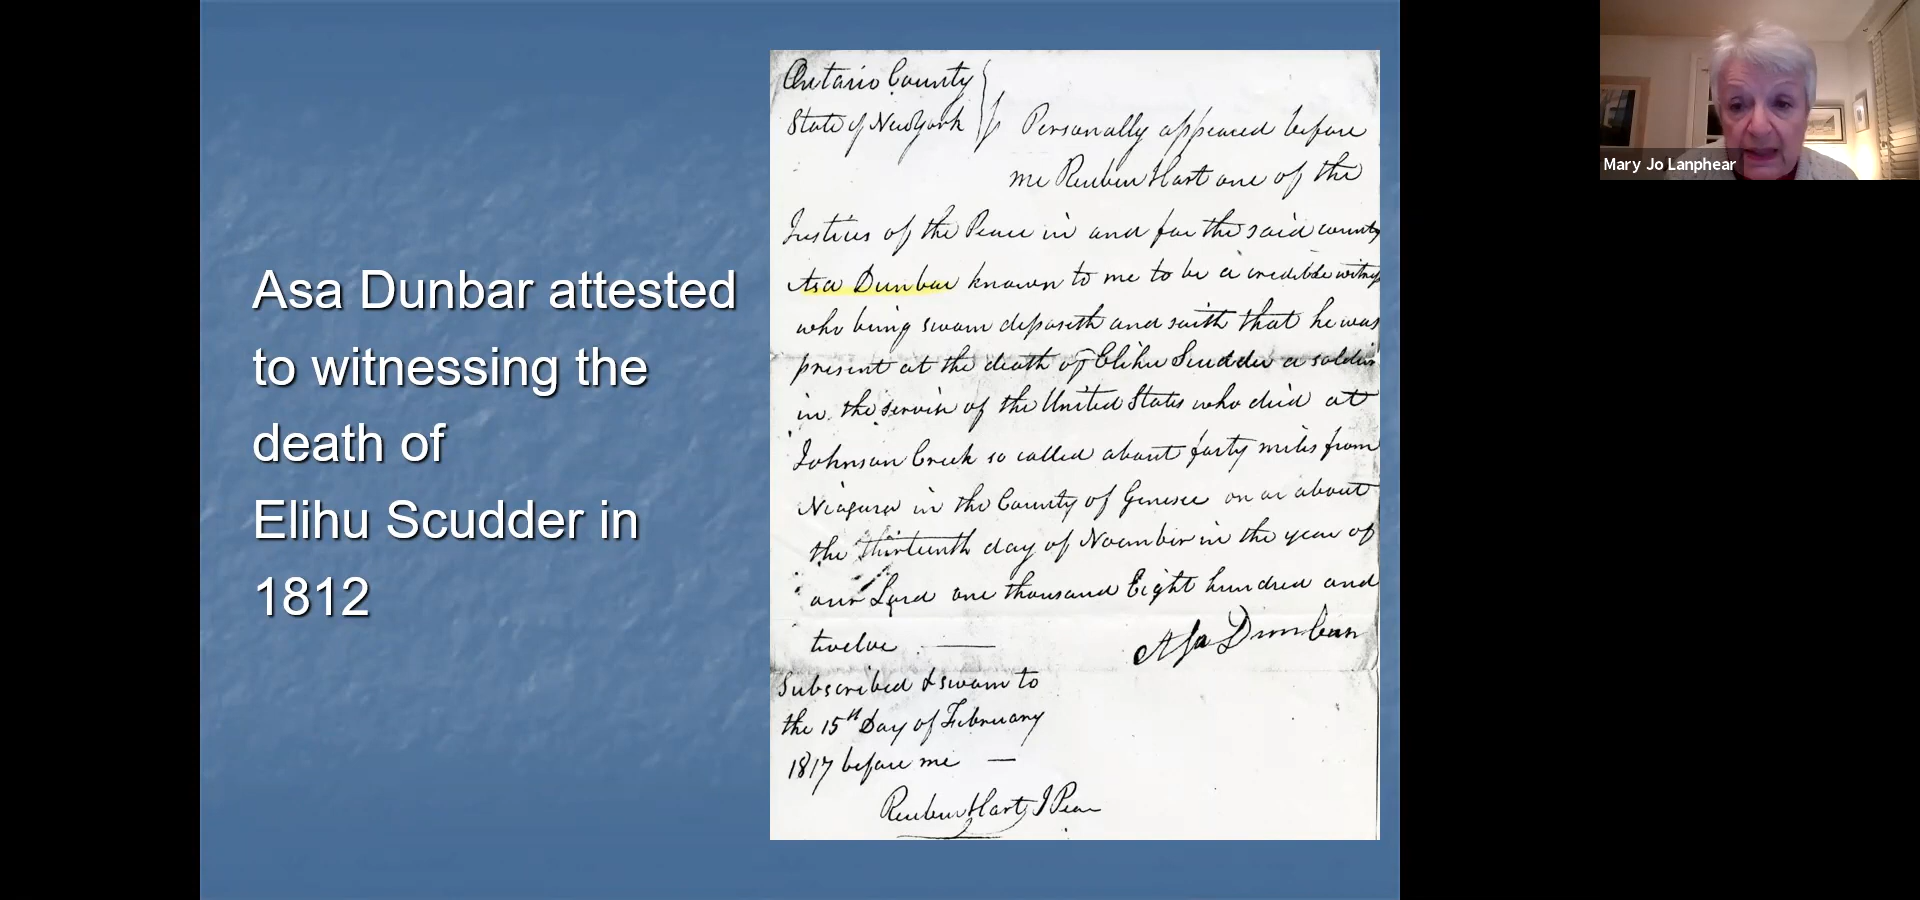 Asa Dunbar attested
to witnessing the
death of
Elihu Scudder in
1812
Ontario County
State of New York } Personally appeared before
me Reuben Hart one of the
Justices of the Peace in and for the said county
Asa Dunbar known to me to be a credible witness
who being sworn deposeth and saith that he was
present at the death of Elihu Scudder a soldier
in the servise of the United States who died at
Johnson Creek so called about forty miles from
Niagara in the County of Genesee on or about
the thirteenth day of November in the year of
our Lord one thousand Eight hundred and
twelve —
Asa Dunbar
Subscribed & sworn to
the 15th Day of February
1817 before me —
Reuben Hart J Peace
Mary Jo Lanphear